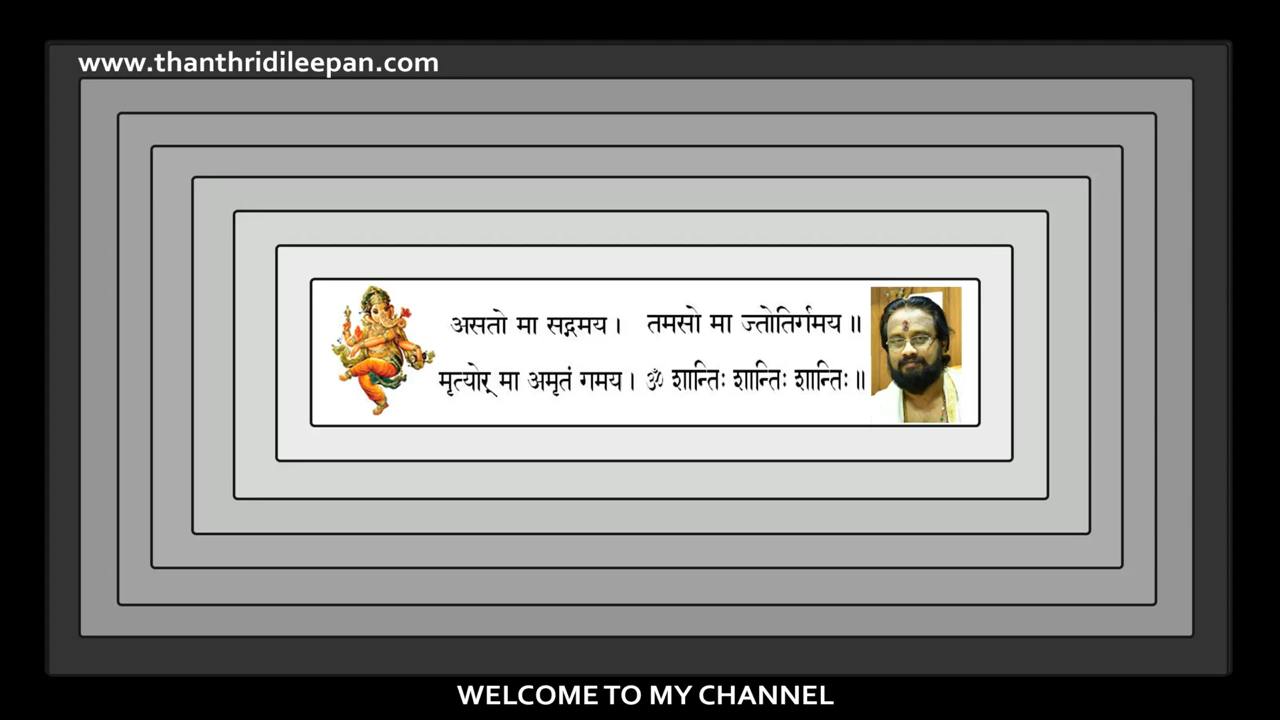 www.thanthridileepan.com
असतो मा सद्गमय। तमसो मा ज्तोतिर्गमय॥
मृत्योर् मा अमृतं गमय। ॐ शान्तिः शान्तिः शान्तिः॥
WELCOME TO MY CHANNEL